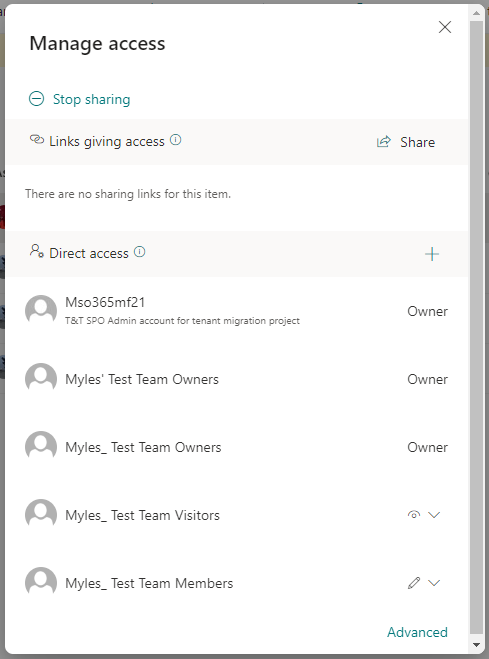 Manage access
Stop sharing
Links giving access
Share
There are no sharing links for this item.
Direct access
Mso365mf21
Owner
T&T SPO Admin account for tenant migration project
Myles' Test Team Owners
Owner
Myles_ Test Team Owners
Owner
Myles_ Test Team Visitors
Myles_ Test Team Members
Advanced